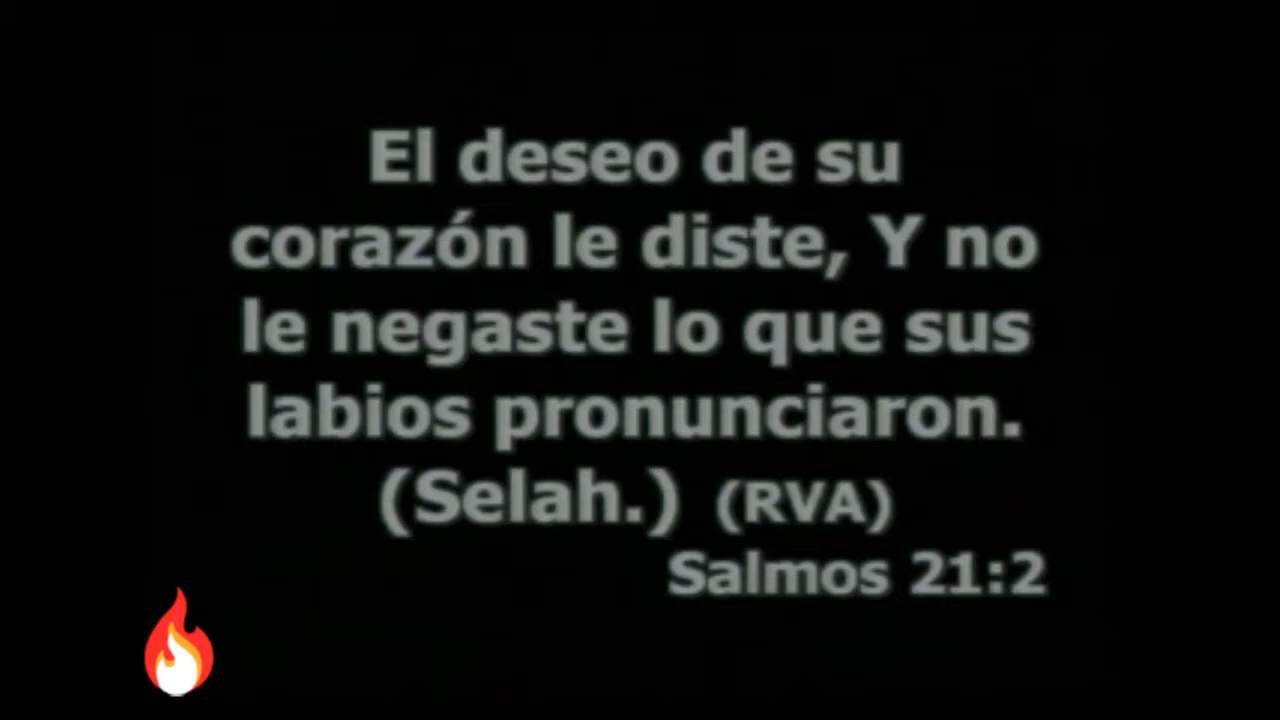 El deseo de su
corazón le diste, Y no
le negaste lo que sus
labios pronunciaron.
(Selah.) (RVA)
Salmos 21:2